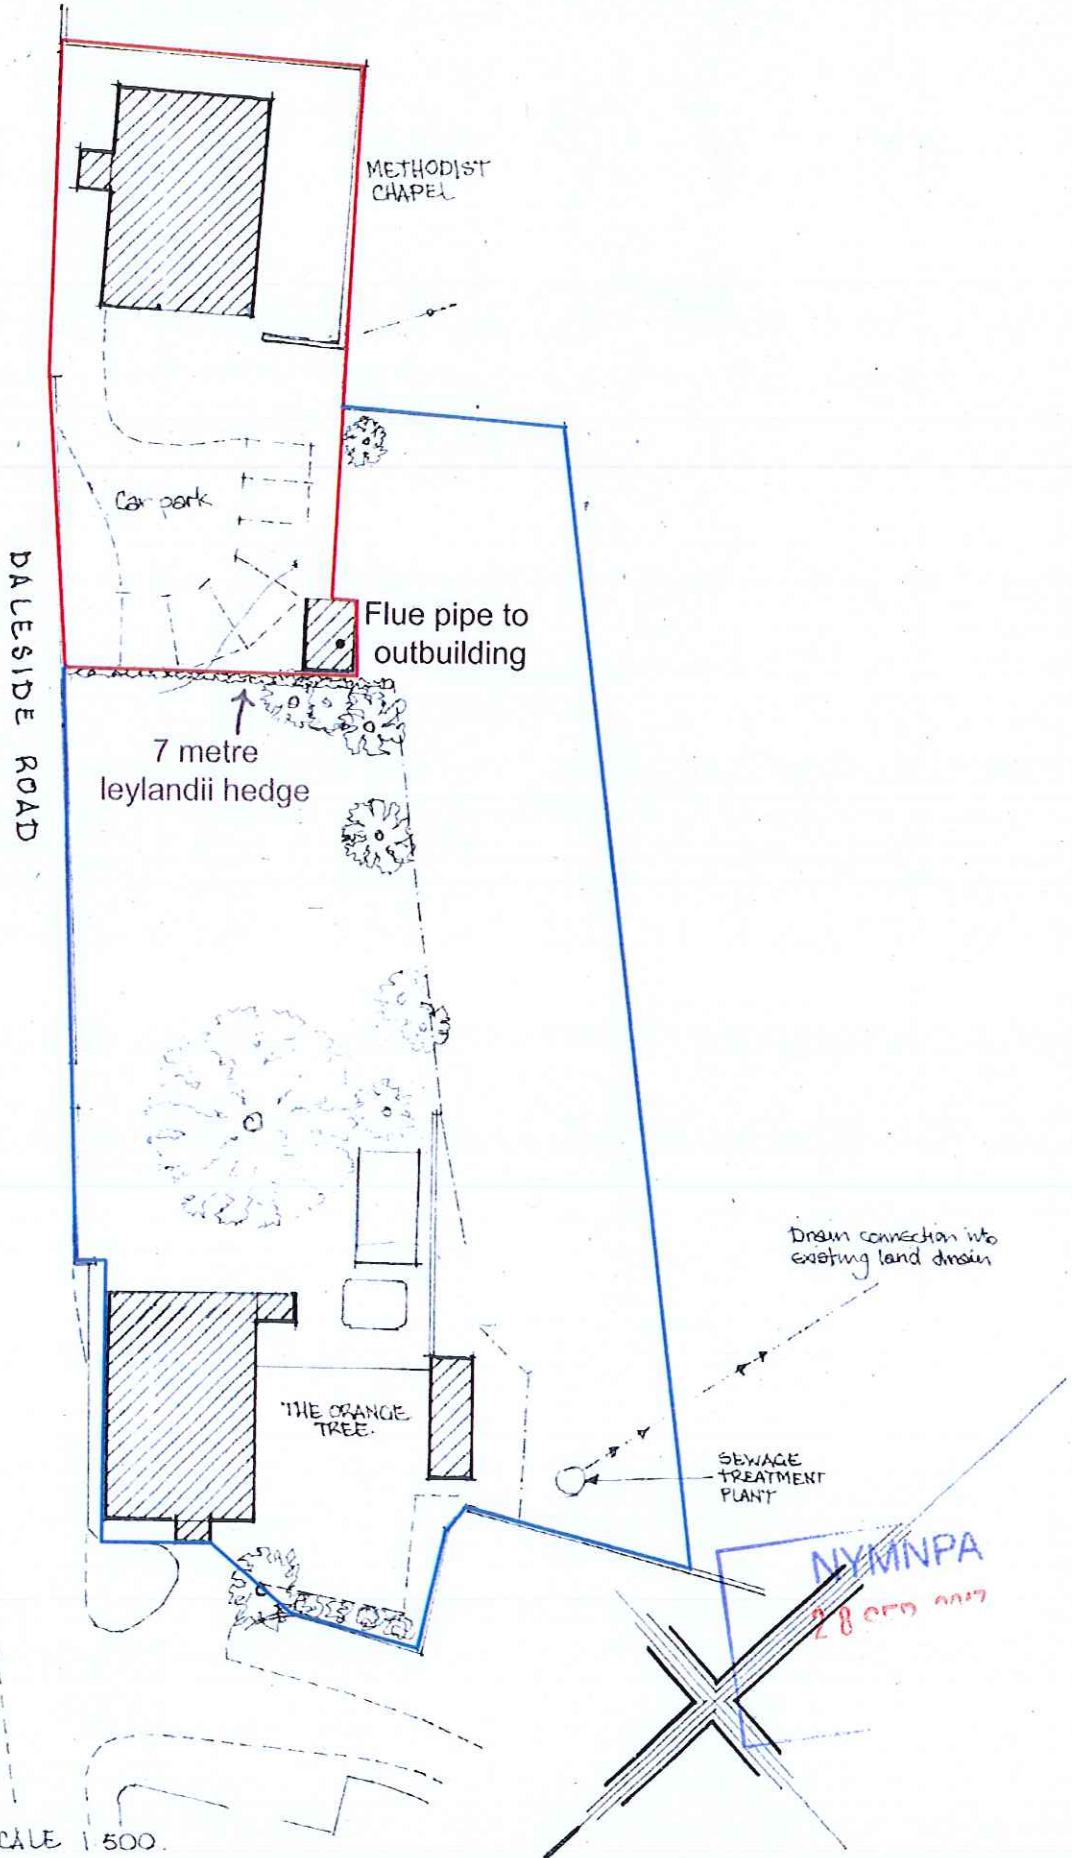 METHODIST
CHAPEL
Car park
Flue pipe to
outbuilding
DALESIDE ROAD
7 metre
leylandii hedge
Drain connection into
existing land drain
THE ORANGE
TREE.
SEWAGE
TREATMENT
PLANT
NYMNPA
28
CALE 1 500.